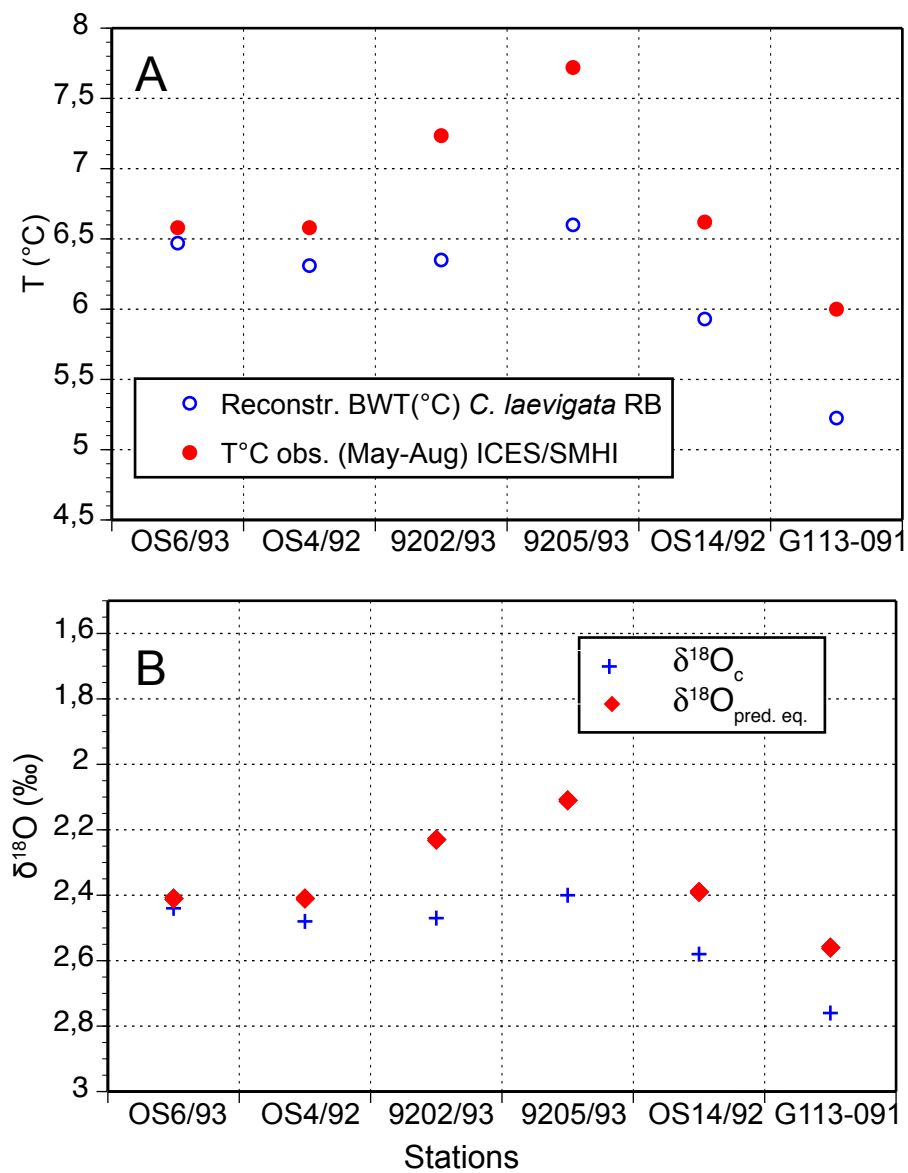 A
8
7,5
7
6,5
6
5,5
5
4,5
T (°C)
Reconstr. BWT(°C) C. laevigata RB
T°C obs. (May-Aug) ICES/SMHI
OS6/93 OS4/92 9202/93 9205/93 OS14/92 G113-091
B
1,6
1,8
2
2,2
2,4
2,6
2,8
3
δ18O (‰)
δ18Oc
δ18Opred. eq.
OS6/93 OS4/92 9202/93 9205/93 OS14/92 G113-091
Stations